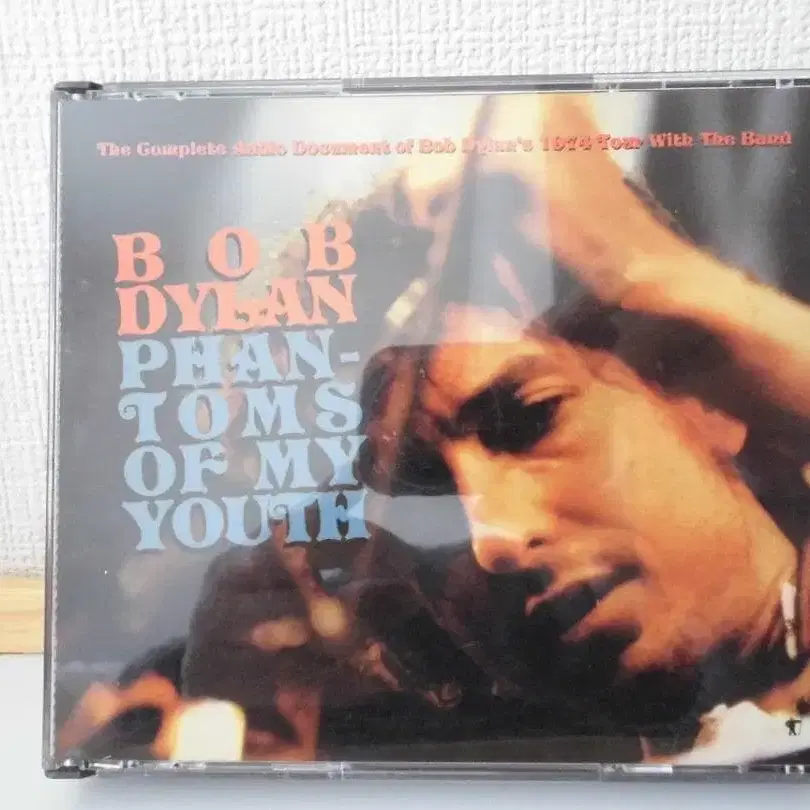 The Complete Audio Document of Bob Dylan's 1974 Tour With The Band
BOB
DYLAN
PHAN-
TOMS
OF MY
YOUTH